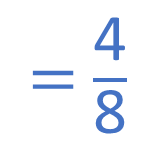 = 4/8